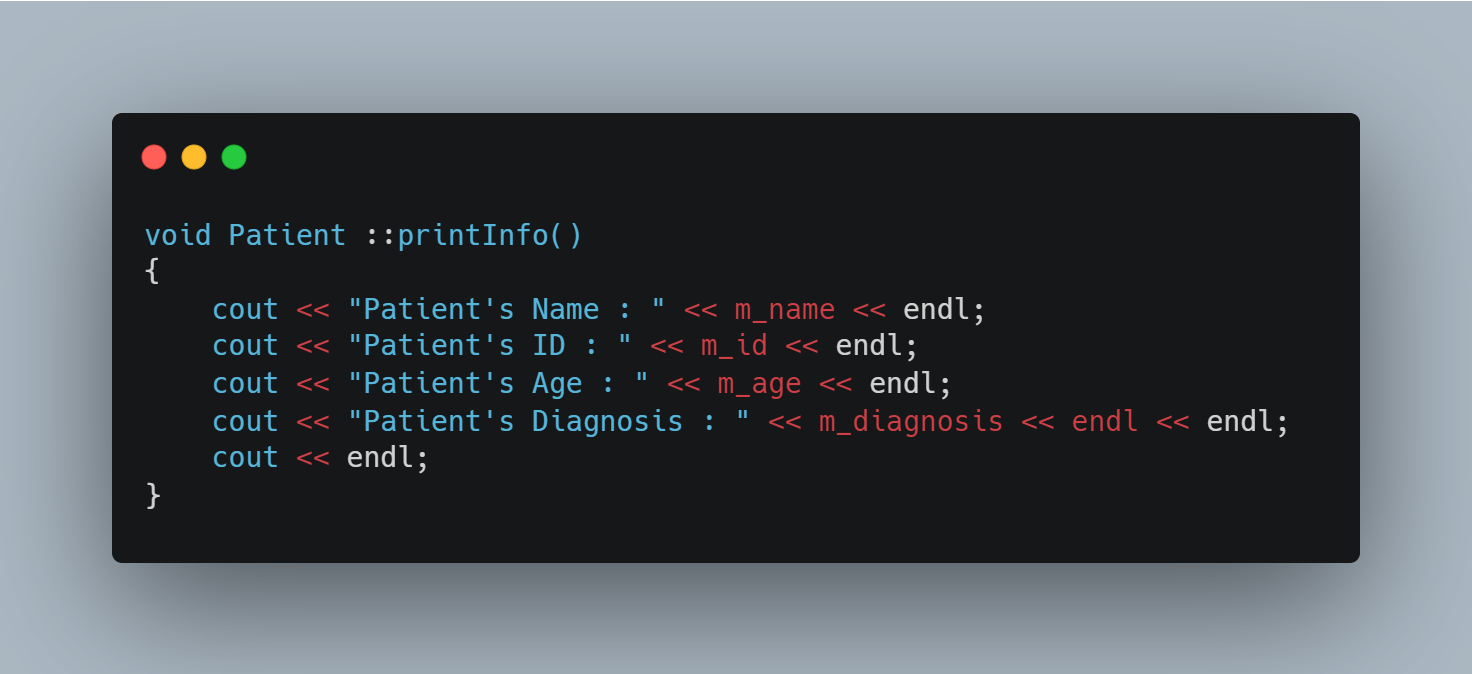 void Patient ::printInfo()
{
    cout << "Patient's Name : " << m_name << endl;
    cout << "Patient's ID : " << m_id << endl;
    cout << "Patient's Age : " << m_age << endl;
    cout << "Patient's Diagnosis : " << m_diagnosis << endl << endl;
    cout << endl;
}